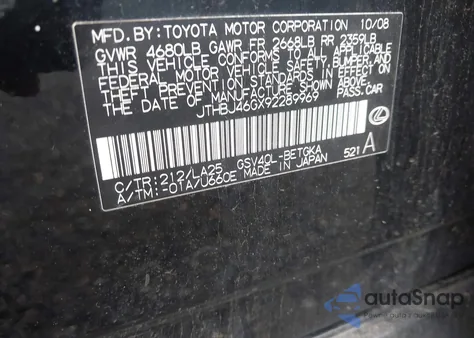 MFD. BY: TOYOTA MOTOR CORPORATION 10/08
GVWR 4680LB GAWR FR 2668LB RR 2359LB
THIS VEHICLE CONFORMS TO ALL APPLICABLE
FEDERAL MOTOR VEHICLE SAFETY, BUMPER, AND
THEFT PREVENTION STANDARDS IN EFFECT ON
THE DATE OF MANUFACTURE SHOWN ABOVE.
JTHBJ46GX92289969 PASS.CAR
C/TR:212/LA25 GSV40L-BETGKA 521 A
A/TM:-01A/U660E MADE IN JAPAN
autoSnap